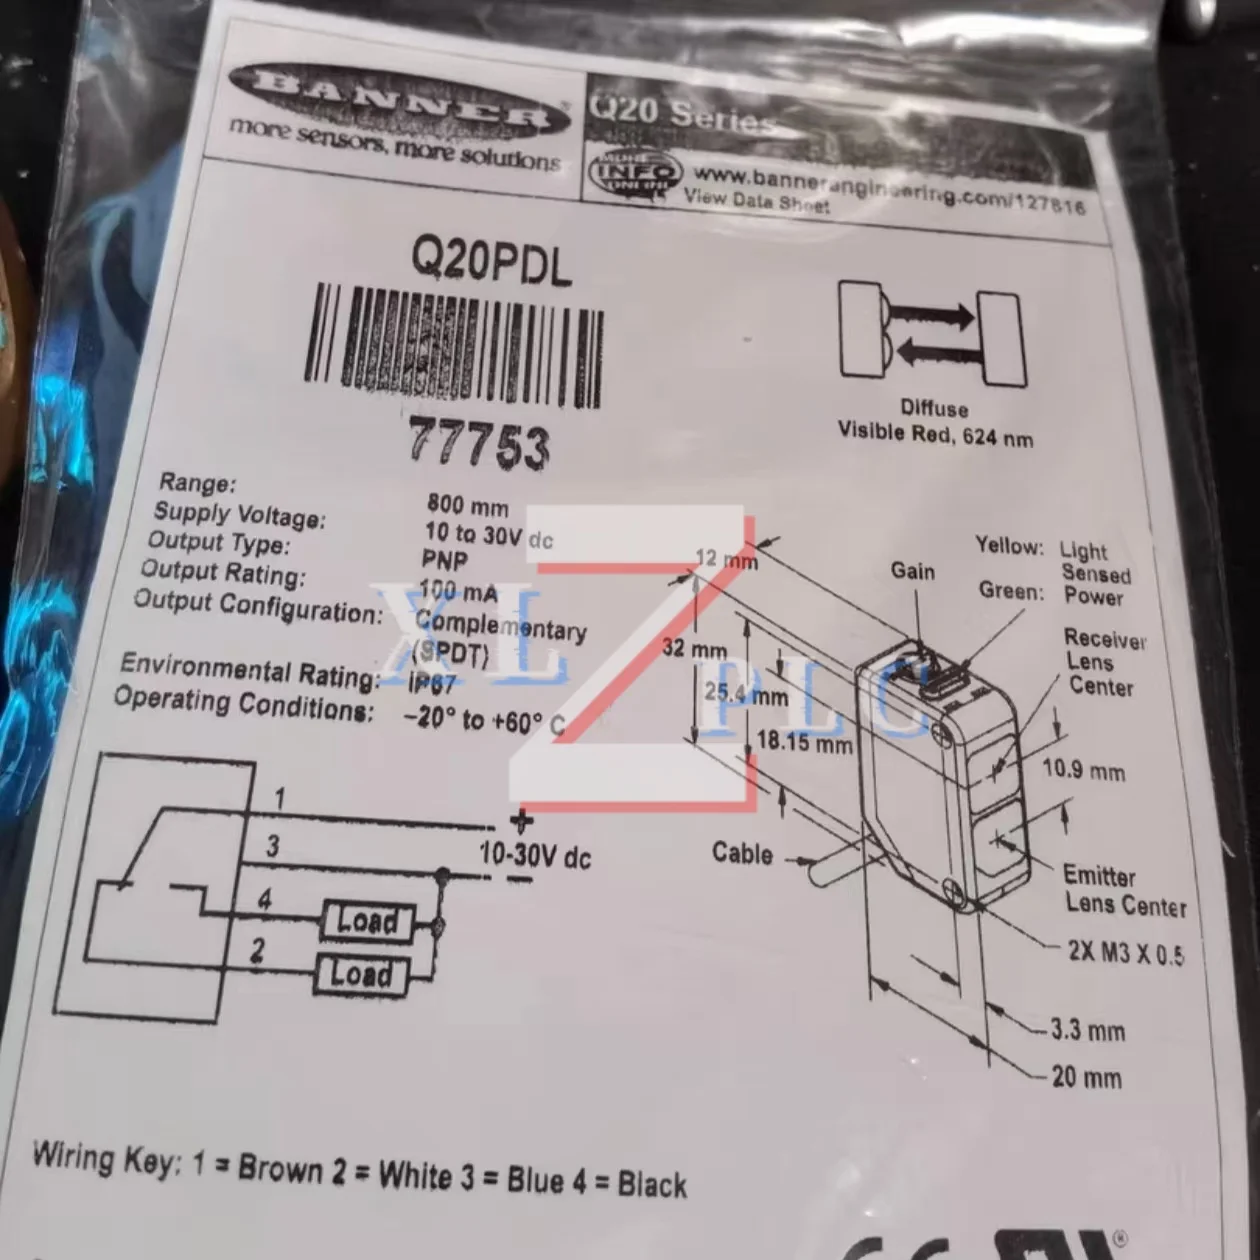 BANNER®
more sensors, more solutions
Q20 Series
MORE
INFO
ONLINE
www.bannerengineering.com/127816
View Data Sheet
Q20PDL
77753
Diffuse
Visible Red, 624 nm
Range: 800 mm
Supply Voltage: 10 to 30V dc
Output Type: PNP
Output Rating: 100 mA
Output Configuration: Complementary
(SPDT)
Environmental Rating: IP67
Operating Conditions: -20° to +60° C
XL Z PLC
12 mm
32 mm
25.4 mm
18.15 mm
Gain
Yellow: Light
Sensed
Green: Power
Receiver
Lens
Center
10.9 mm
Cable
Emitter
Lens Center
2X M3 X 0.5
3.3 mm
20 mm
1
+
10-30V dc
3
−
4
Load
2
Load
Wiring Key: 1 = Brown 2 = White 3 = Blue 4 = Black
®